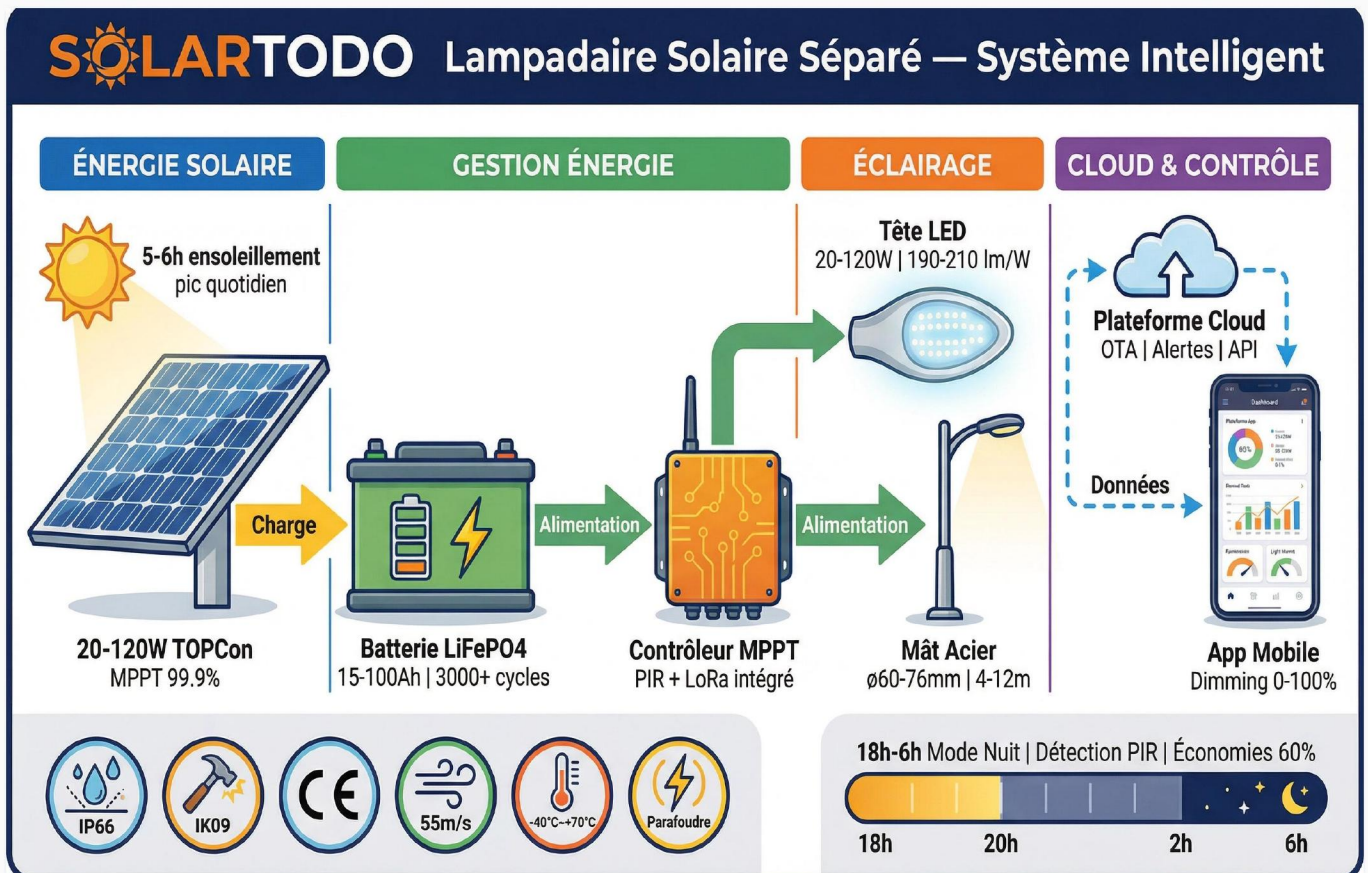 SOLARTODO Lampadaire Solaire Séparé — Système Intelligent
ÉNERGIE SOLAIRE
GESTION ÉNERGIE
ÉCLAIRAGE
CLOUD & CONTRÔLE
5-6h ensoleillement
pic quotidien
Tête LED
20-120W | 190-210 lm/W
Plateforme Cloud
OTA | Alertes | API
Dashboard
Données
Charge
Alimentation
Alimentation
20-120W TOPCon
MPPT 99.9%
Batterie LiFePO4
15-100Ah | 3000+ cycles
Contrôleur MPPT
PIR + LoRa intégré
Mât Acier
ø60-76mm | 4-12m
App Mobile
Dimming 0-100%
IP66
IK09
CE
55m/s
-40°C~+70°C
Parafoudre
18h-6h Mode Nuit | Détection PIR | Économies 60%
18h
20h
2h
6h